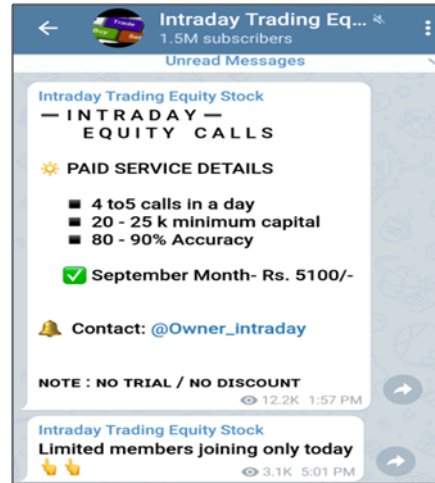 Intraday Trading Eq...
1.5M subscribers
Trade
Buy
Unread Messages
Intraday Trading Equity Stock
— I N T R A D A Y —
E Q U I T Y C A L L S
🔅 PAID SERVICE DETAILS
◾ 4 to5 calls in a day
◾ 20 - 25 k minimum capital
◾ 80 - 90% Accuracy
✅ September Month- Rs. 5100/-
🔔 Contact: @Owner_intraday
NOTE : NO TRIAL / NO DISCOUNT
12.2K 1:57 PM
Intraday Trading Equity Stock
Limited members joining only today
👆👆
3.1K 5:01 PM